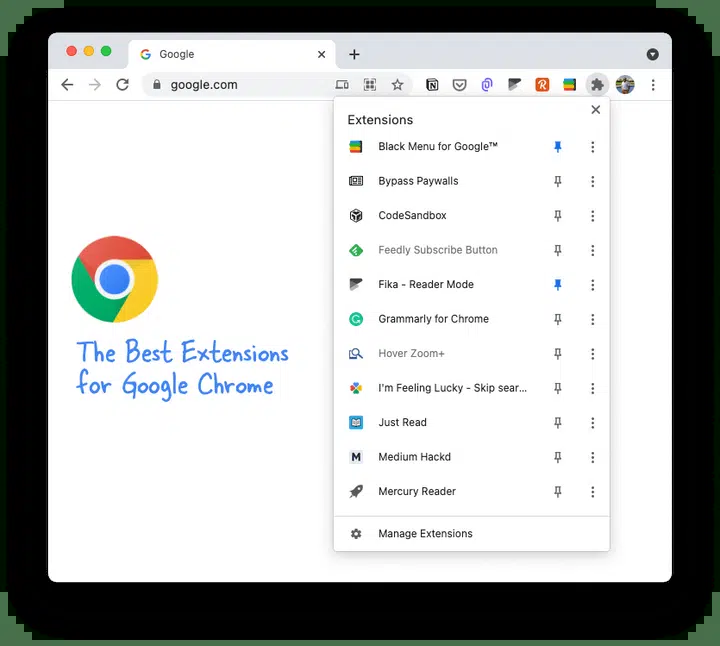 Google
google.com
Extensions
Black Menu for Google™
Bypass Paywalls
CodeSandbox
Feedly Subscribe Button
Fika - Reader Mode
Grammarly for Chrome
Hover Zoom+
I'm Feeling Lucky - Skip sear...
Just Read
Medium Hackd
Mercury Reader
Manage Extensions
The Best Extensions
for Google Chrome